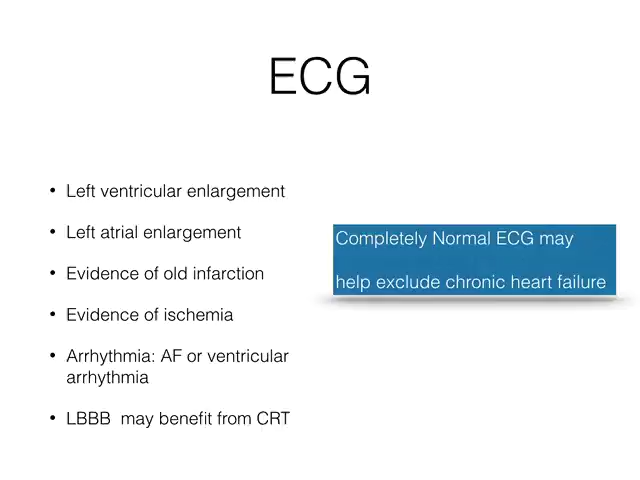 ECG
• Left ventricular enlargement
• Left atrial enlargement
• Evidence of old infarction
• Evidence of ischemia
• Arrhythmia: AF or ventricular
arrhythmia
• LBBB  may benefit from CRT
Completely Normal ECG may
help exclude chronic heart failure